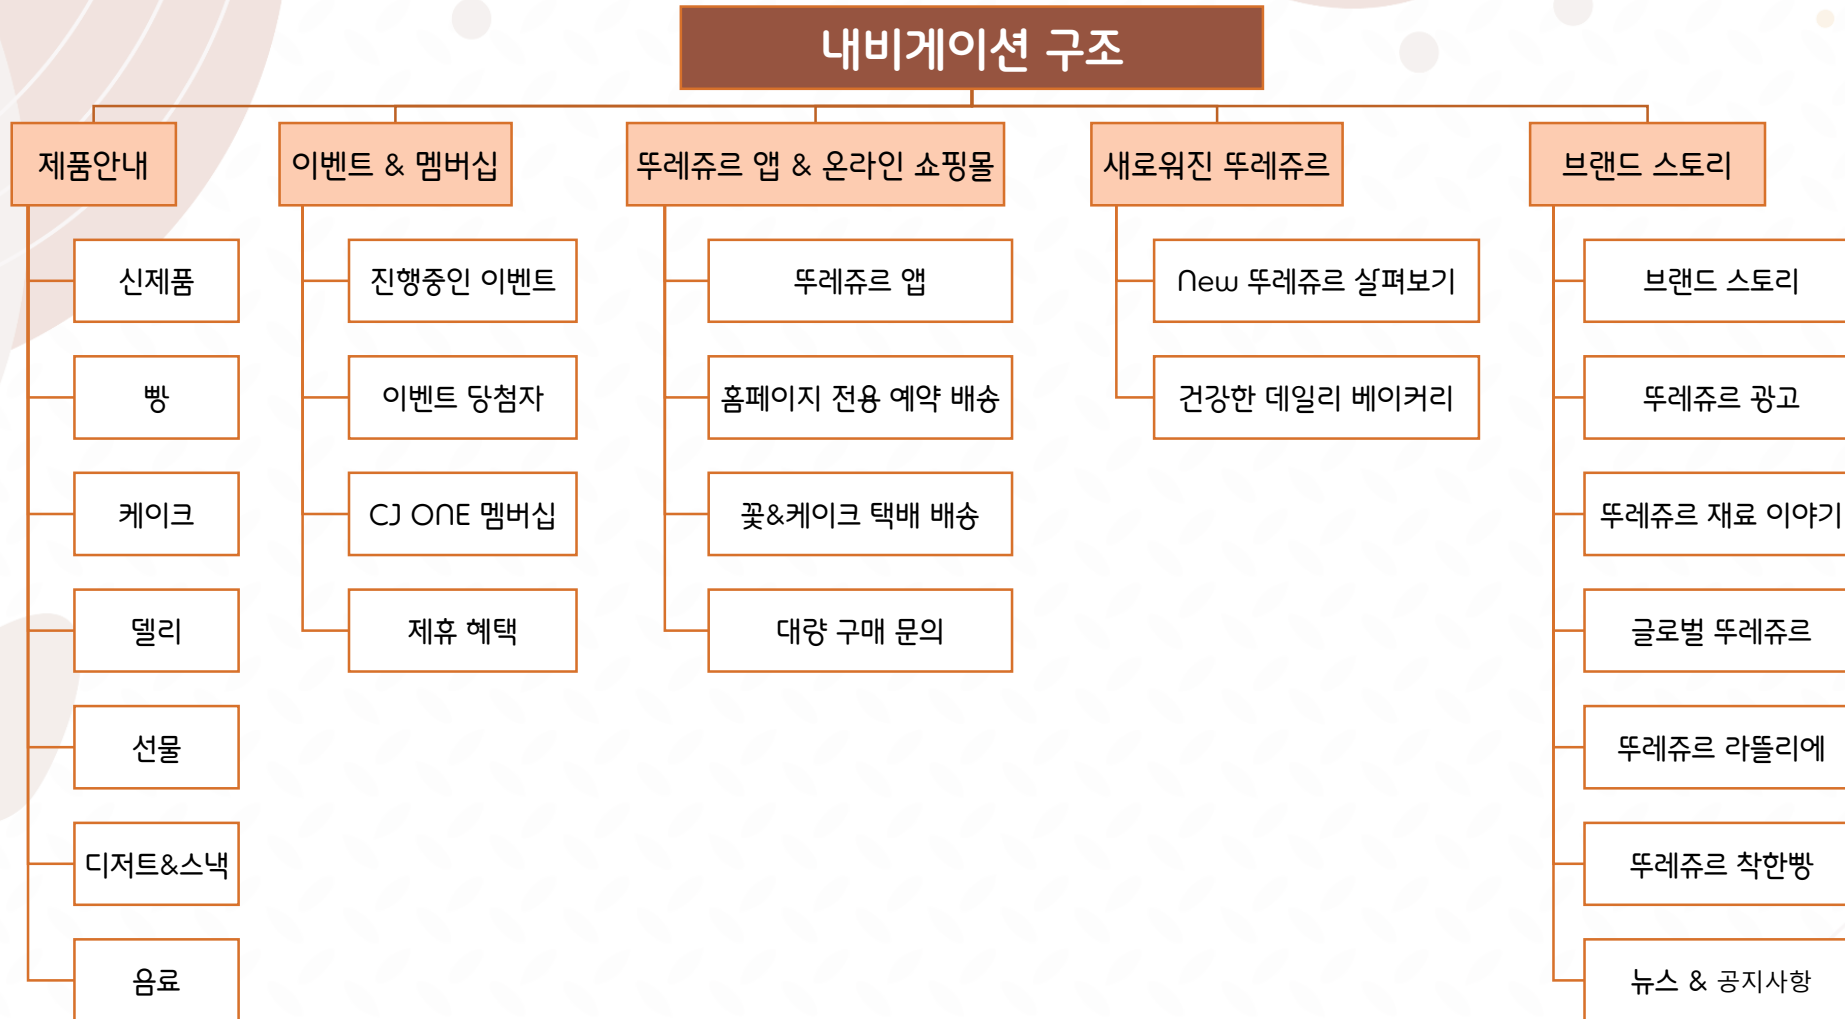 내비게이션 구조
제품안내
신제품
빵
케이크
델리
선물
디저트&스낵
음료
이벤트 & 멤버십
진행중인 이벤트
이벤트 당첨자
CJ ONE 멤버십
제휴 혜택
뚜레쥬르 앱 & 온라인 쇼핑몰
뚜레쥬르 앱
홈페이지 전용 예약 배송
꽃&케이크 택배 배송
대량 구매 문의
새로워진 뚜레쥬르
New 뚜레쥬르 살펴보기
건강한 데일리 베이커리
브랜드 스토리
브랜드 스토리
뚜레쥬르 광고
뚜레쥬르 재료 이야기
글로벌 뚜레쥬르
뚜레쥬르 라뜰리에
뚜레쥬르 착한빵
뉴스 & 공지사항